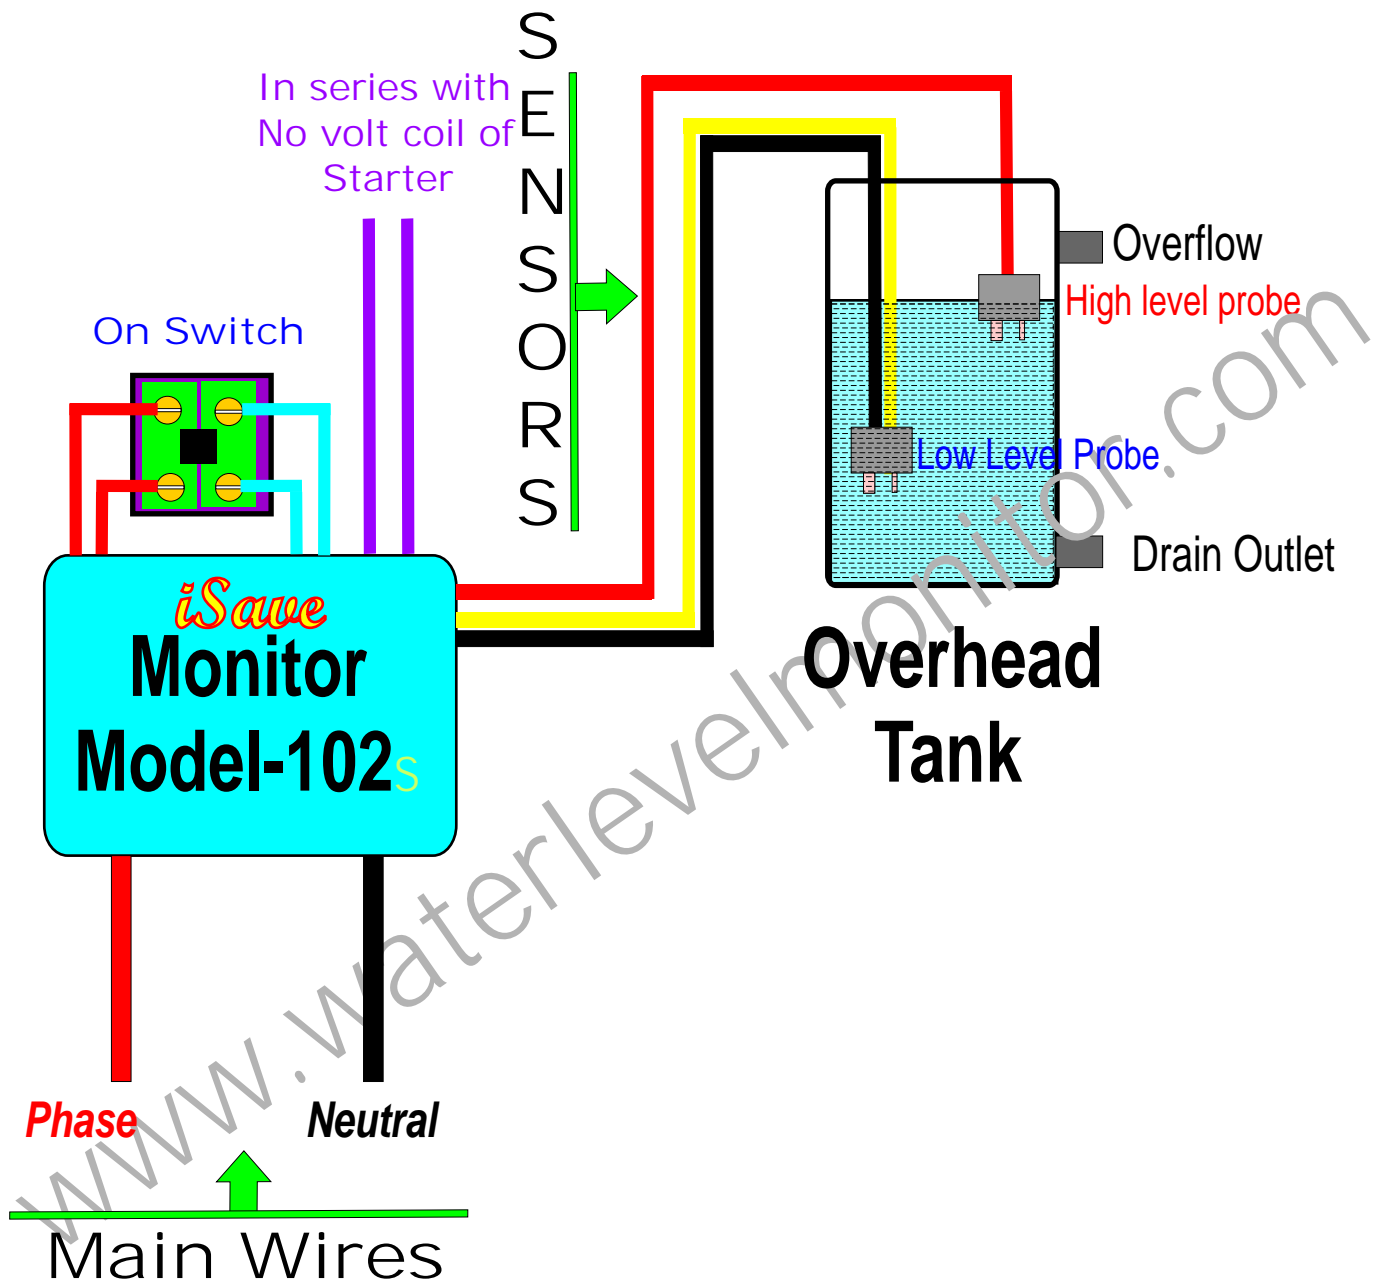 SENSORS
In series with
No volt coil of
Starter
Overflow
High level probe
On Switch
Low Level Probe
Drain Outlet
iSave
Monitor
Model-102s
Overhead
Tank
Phase
Neutral
Main Wires
www.waterlevelmonitor.com